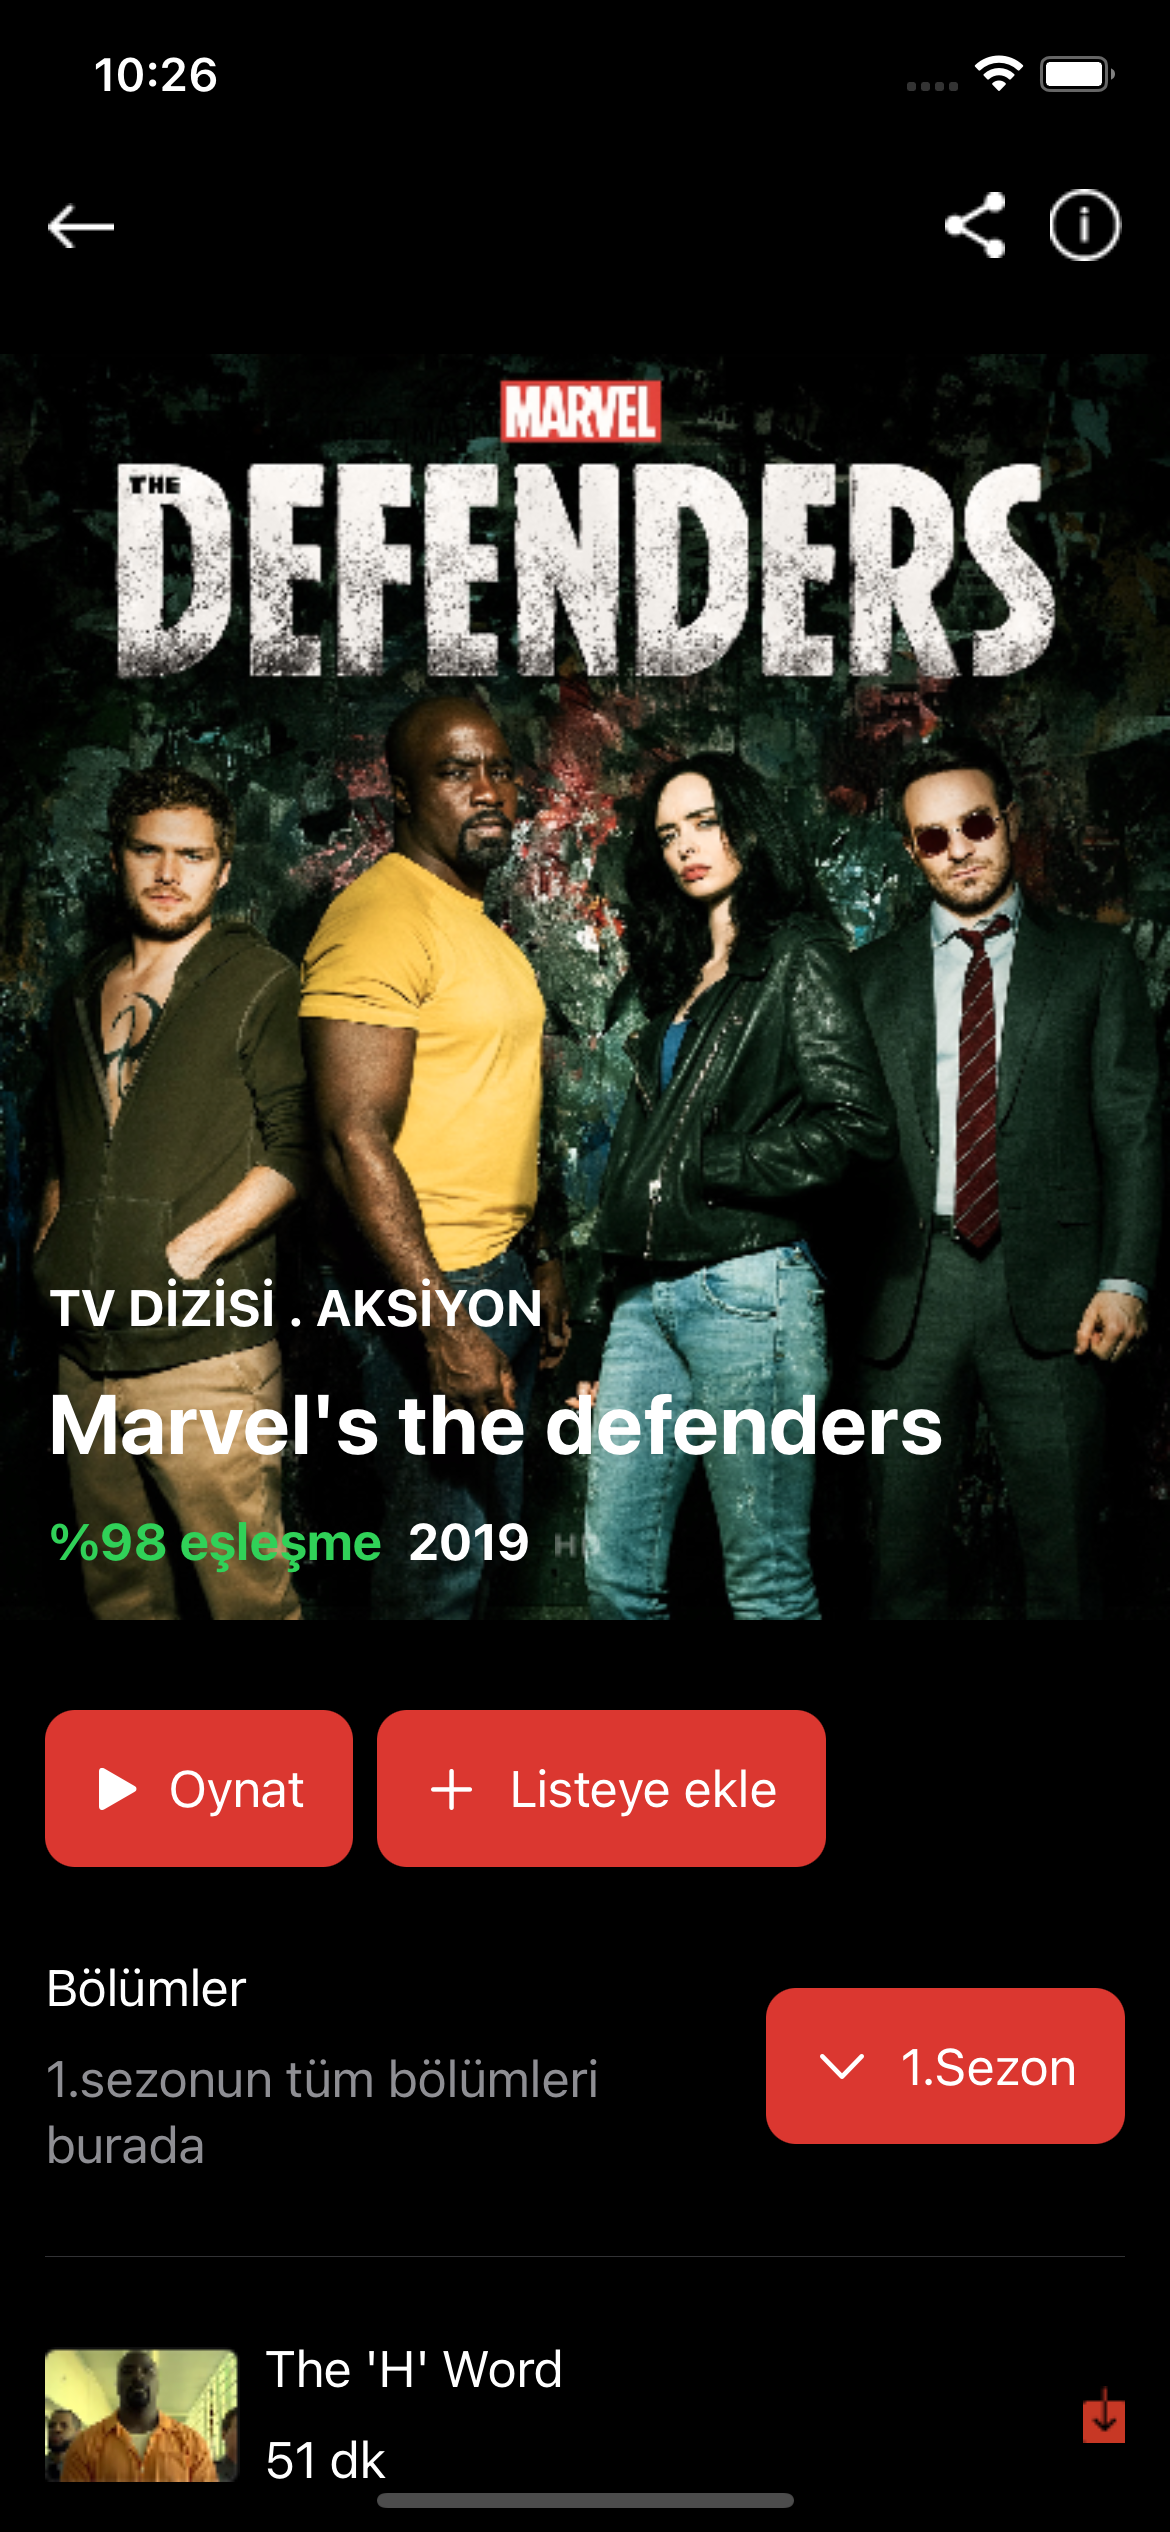 10:26
MARVEL
THE
DEFENDERS
TV DİZİSİ . AKSİYON
Marvel's the defenders
%98 eşleşme 2019 HD
Oynat
Listeye ekle
Bölümler
1.sezonun tüm bölümleri
burada
1.Sezon
The 'H' Word
51 dk